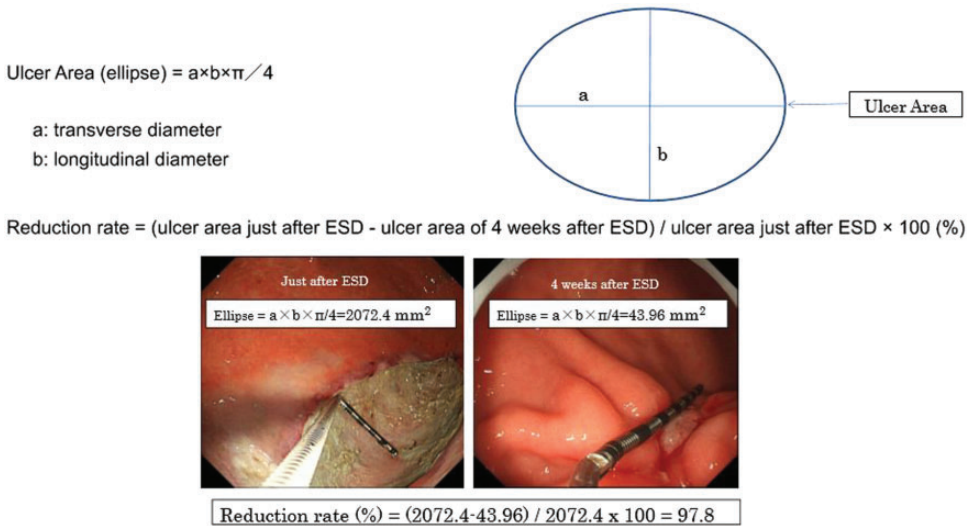 Ulcer Area (ellipse) = a×b×π／4
a: transverse diameter
b: longitudinal diameter
a
b
Ulcer Area
Reduction rate = (ulcer area just after ESD - ulcer area of 4 weeks after ESD) / ulcer area just after ESD × 100 (%)
Just after ESD
Ellipse = a×b×π/4=2072.4 mm²
4 weeks after ESD
Ellipse = a×b×π/4=43.96 mm²
Reduction rate (%) = (2072.4-43.96) / 2072.4 x 100 = 97.8